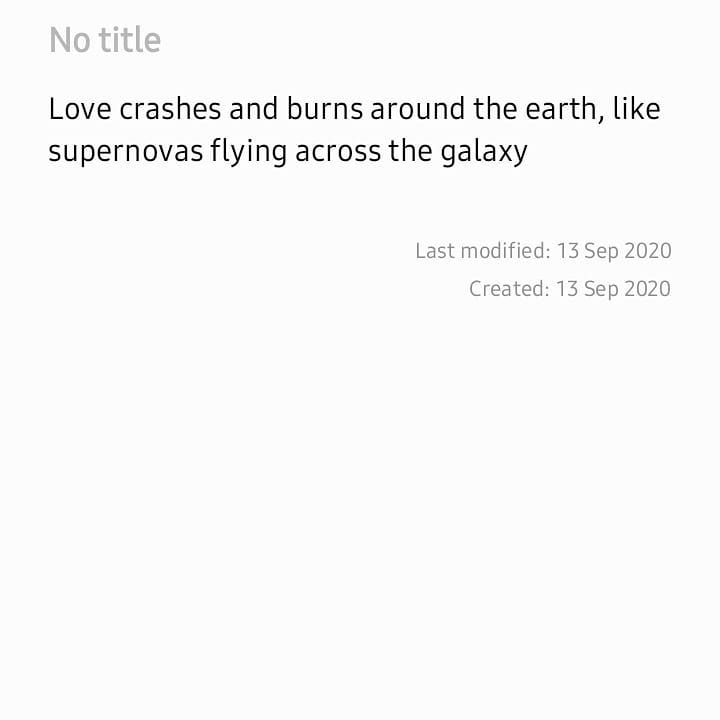 No title
Love crashes and burns around the earth, like
supernovas flying across the galaxy
Last modified: 13 Sep 2020
Created: 13 Sep 2020